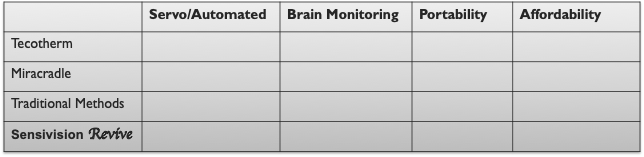 Servo/Automated Brain Monitoring Portability Affordability
Tecotherm
Miracradle
Traditional Methods
Sensivision Revive